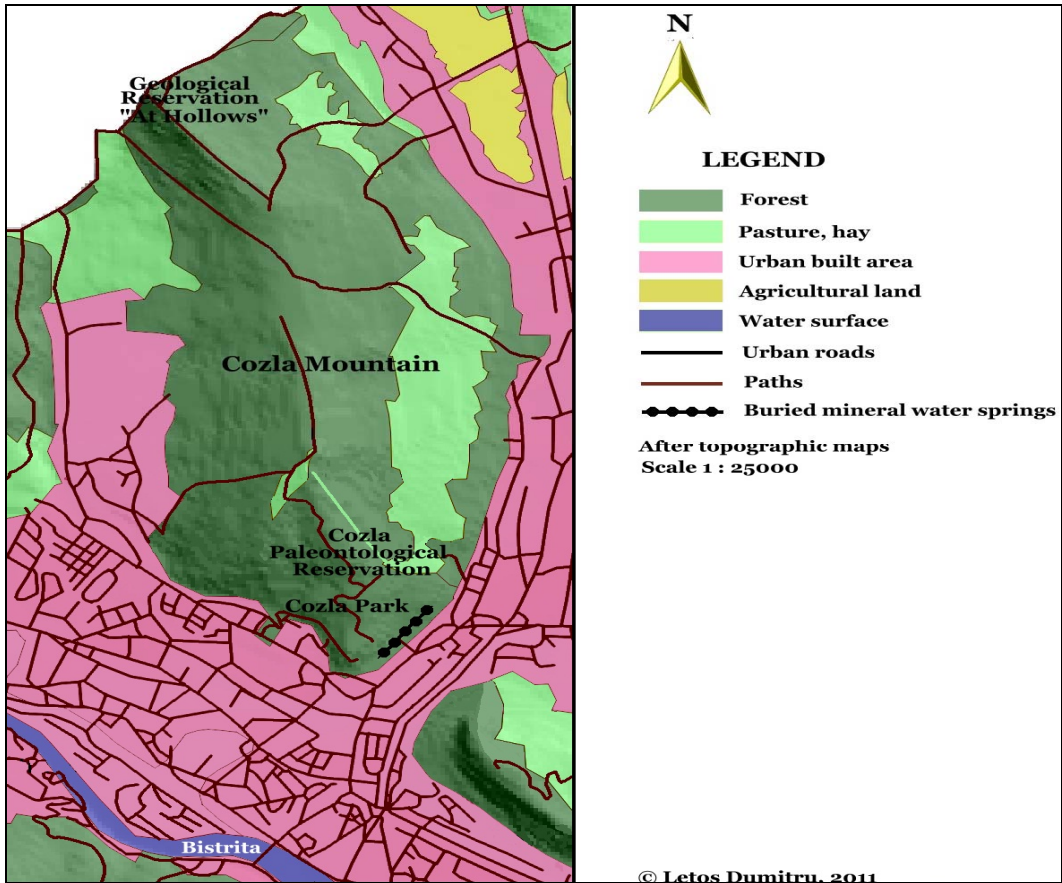 Geological
Reservation
"At Hollows"
Cozla Mountain
Cozla
Paleontological
Reservation
Cozla Park
Bistrita
N
LEGEND
Forest
Pasture, hay
Urban built area
Agricultural land
Water surface
Urban roads
Paths
Buried mineral water springs
After topographic maps
Scale 1 : 25000
© Letos Dumitru, 2011